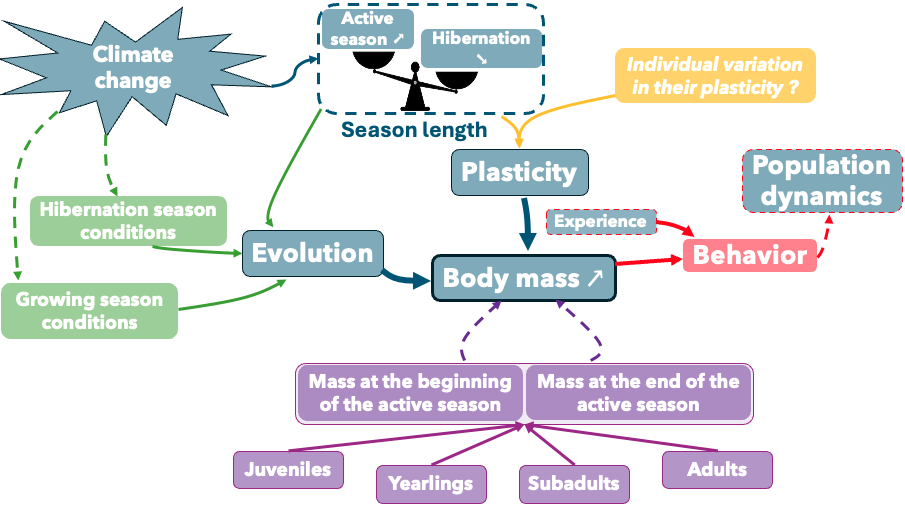 Climate
change
Active
season ↗
Hibernation
↘
Season length
Individual variation
in their plasticity ?
Plasticity
Population
dynamics
Hibernation season
conditions
Experience
Evolution
Behavior
Body mass ↗
Growing season
conditions
Mass at the beginning
of the active season
Mass at the end of the
active season
Juveniles
Yearlings
Subadults
Adults